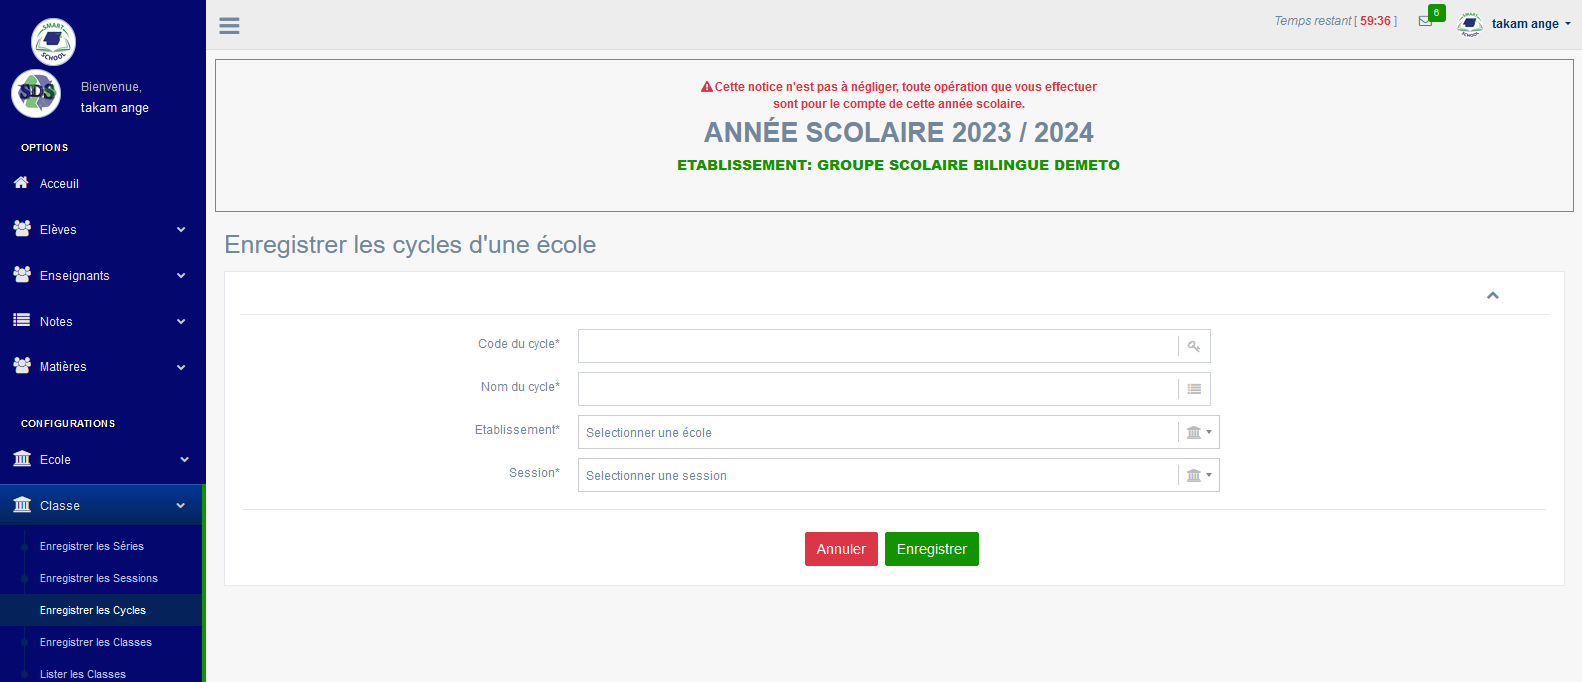 SMART
SCHOOL
SDS
Bienvenue,
takam ange
OPTIONS
Acceuil
Elèves
Enseignants
Notes
Matières
CONFIGURATIONS
Ecole
Classe
Enregistrer les Séries
Enregistrer les Sessions
Enregistrer les Cycles
Enregistrer les Classes
Lister les Classes
Temps restant [ 59:36 ]
6
SMART
SCHOOL
takam ange
Cette notice n'est pas à négliger, toute opération que vous effectuer
sont pour le compte de cette année scolaire.
ANNÉE SCOLAIRE 2023 / 2024
ETABLISSEMENT: GROUPE SCOLAIRE BILINGUE DEMETO
Enregistrer les cycles d'une école
Code du cycle*
Nom du cycle*
Etablissement*
Selectionner une école
Session*
Selectionner une session
Annuler
Enregistrer